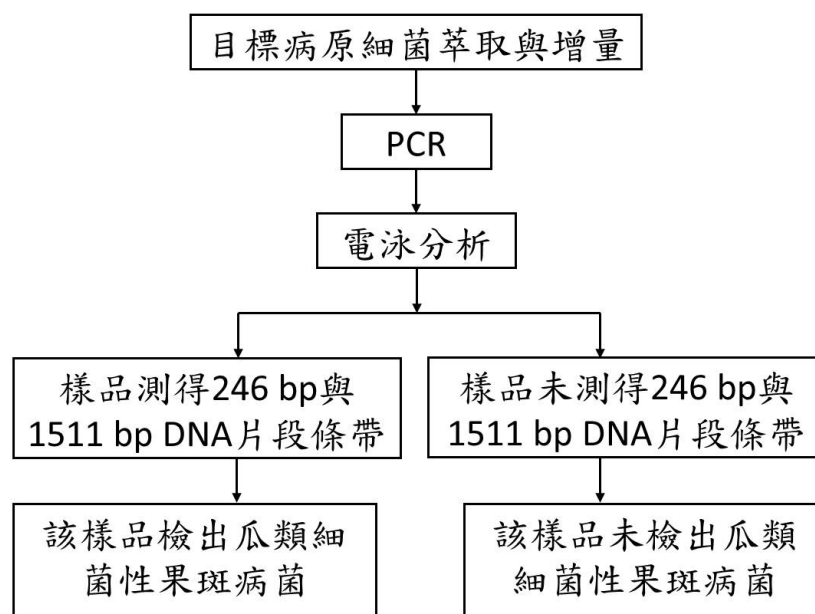 目標病原細菌萃取與增量
PCR
電泳分析
樣品測得246 bp與
1511 bp DNA片段條帶
樣品未測得246 bp與
1511 bp DNA片段條帶
該樣品檢出瓜類細
菌性果斑病菌
該樣品未檢出瓜類
細菌性果斑病菌